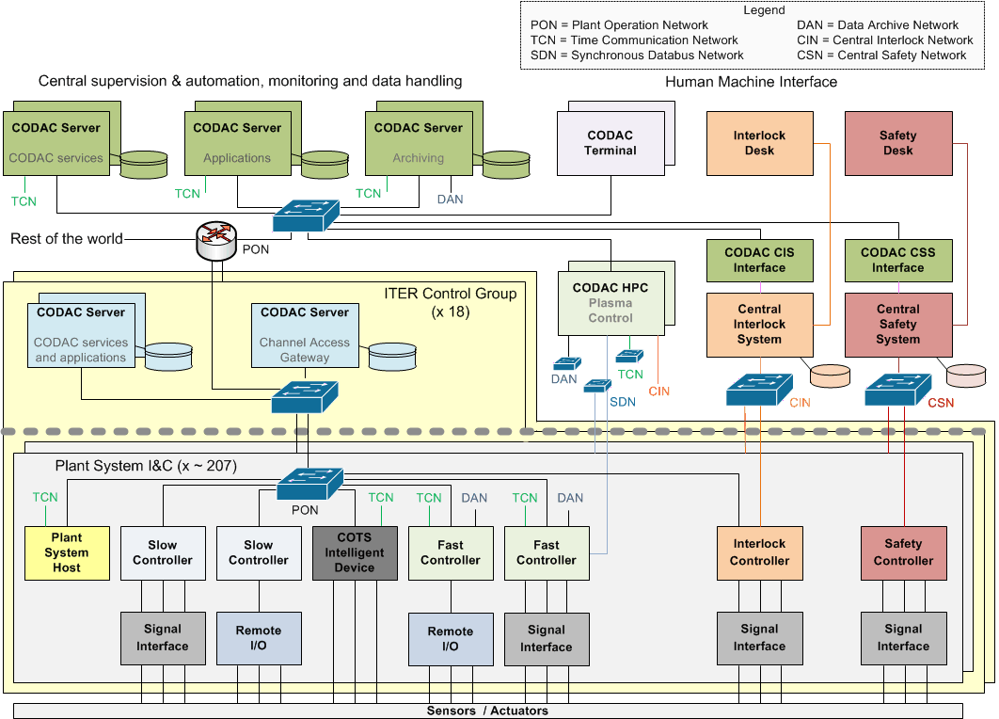 Legend
PON = Plant Operation Network
DAN = Data Archive Network
TCN = Time Communication Network
CIN = Central Interlock Network
SDN = Synchronous Databus Network
CSN = Central Safety Network
Central supervision & automation, monitoring and data handling
Human Machine Interface
CODAC Server
CODAC services
CODAC Server
Applications
CODAC Server
Archiving
CODAC
Terminal
Interlock
Desk
Safety
Desk
TCN
TCN
TCN
DAN
Rest of the world
PON
CODAC CIS
Interface
CODAC CSS
Interface
ITER Control Group
(x 18)
CODAC HPC
Plasma
Control
Central
Interlock
System
Central
Safety
System
CODAC Server
CODAC services
and applications
CODAC Server
Channel Access
Gateway
DAN
TCN
SDN
CIN
CIN
CSN
Plant System I&C (x ~ 207)
PON
TCN
TCN
TCN
DAN
TCN
DAN
Plant
System
Host
Slow
Controller
Slow
Controller
COTS
Intelligent
Device
Fast
Controller
Fast
Controller
Interlock
Controller
Safety
Controller
Signal
Interface
Remote
I/O
Remote
I/O
Signal
Interface
Signal
Interface
Signal
Interface
Sensors / Actuators